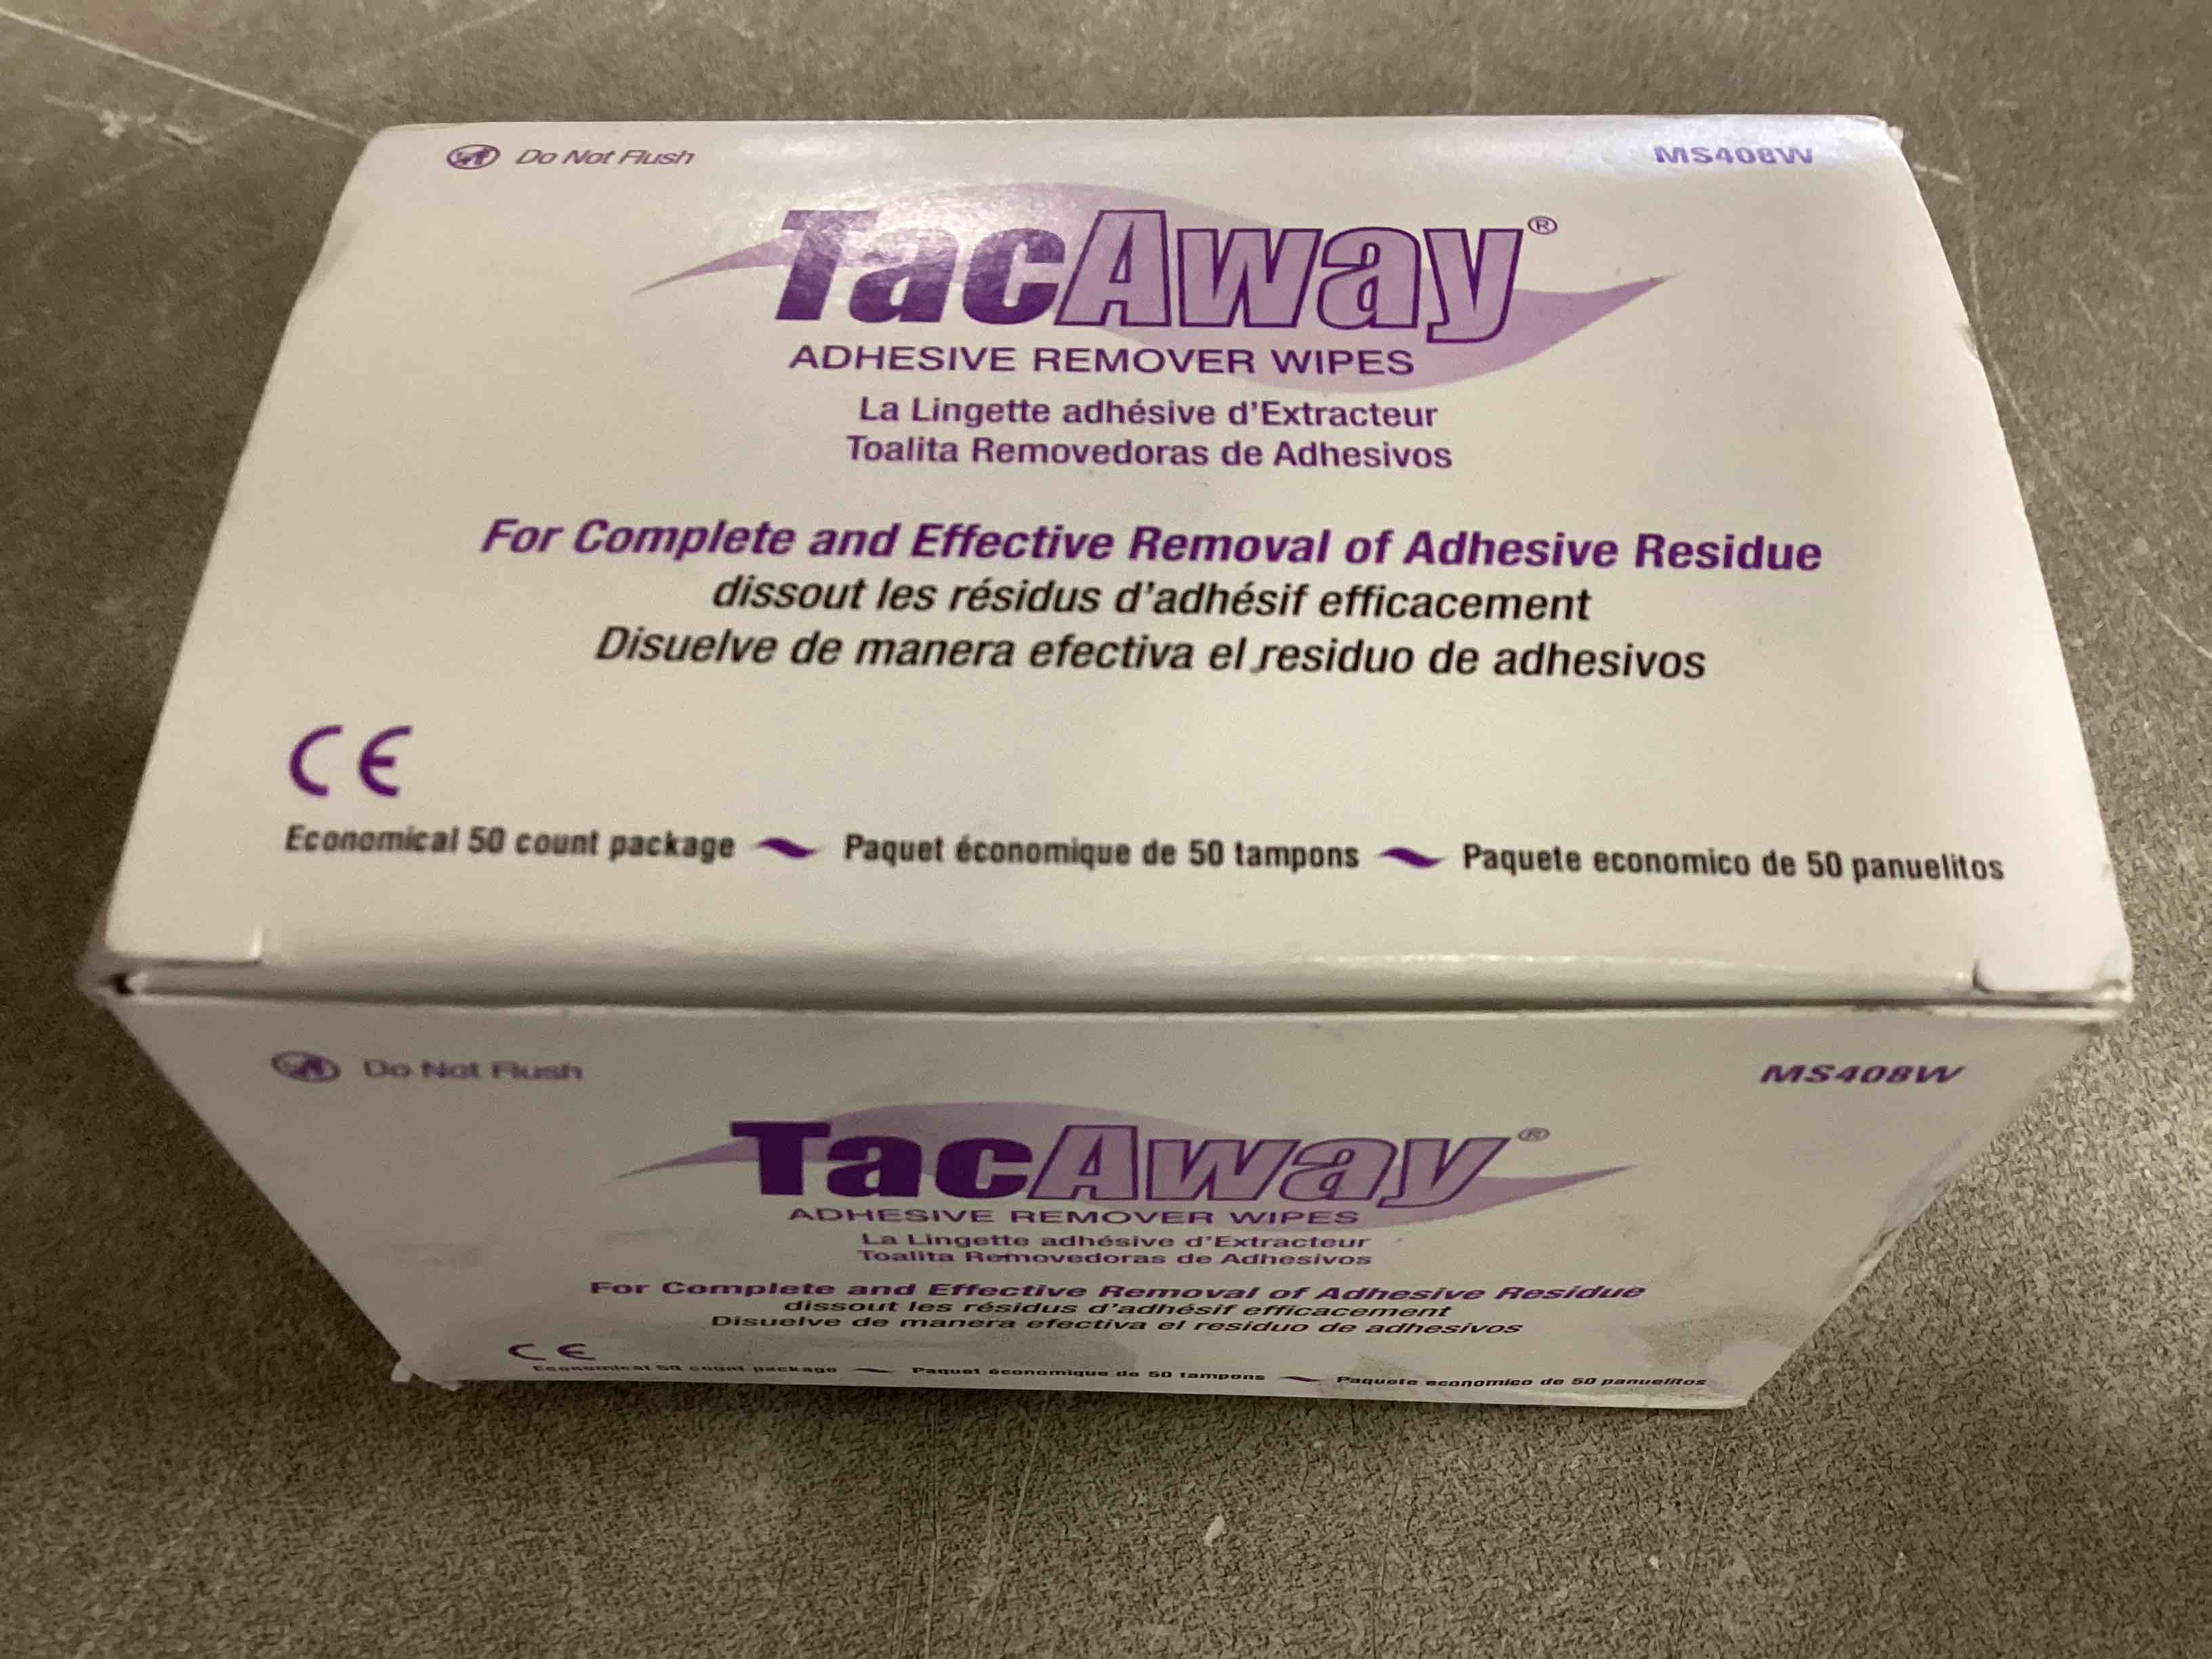 Do Not Flush
MS408W
TacAway®
ADHESIVE REMOVER WIPES
La Lingette adhésive d'Extracteur
Toalita Removedoras de Adhesivos
For Complete and Effective Removal of Adhesive Residue
dissout les résidus d'adhésif efficacement
Disuelve de manera efectiva el residuo de adhesivos
CE
Economical 50 count package ~ Paquet économique de 50 tampons ~ Paquete economico de 50 panuelitos
Do Not Flush
MS408W
TacAway®
ADHESIVE REMOVER WIPES
La Lingette adhésive d'Extracteur
Toalita Removedoras de Adhesivos
For Complete and Effective Removal of Adhesive Residue
dissout les résidus d'adhésif efficacement
Disuelve de manera efectiva el residuo de adhesivos
CE
Economical 50 count package ~ Paquet économique de 50 tampons ~ Paquete economico de 50 panuelitos